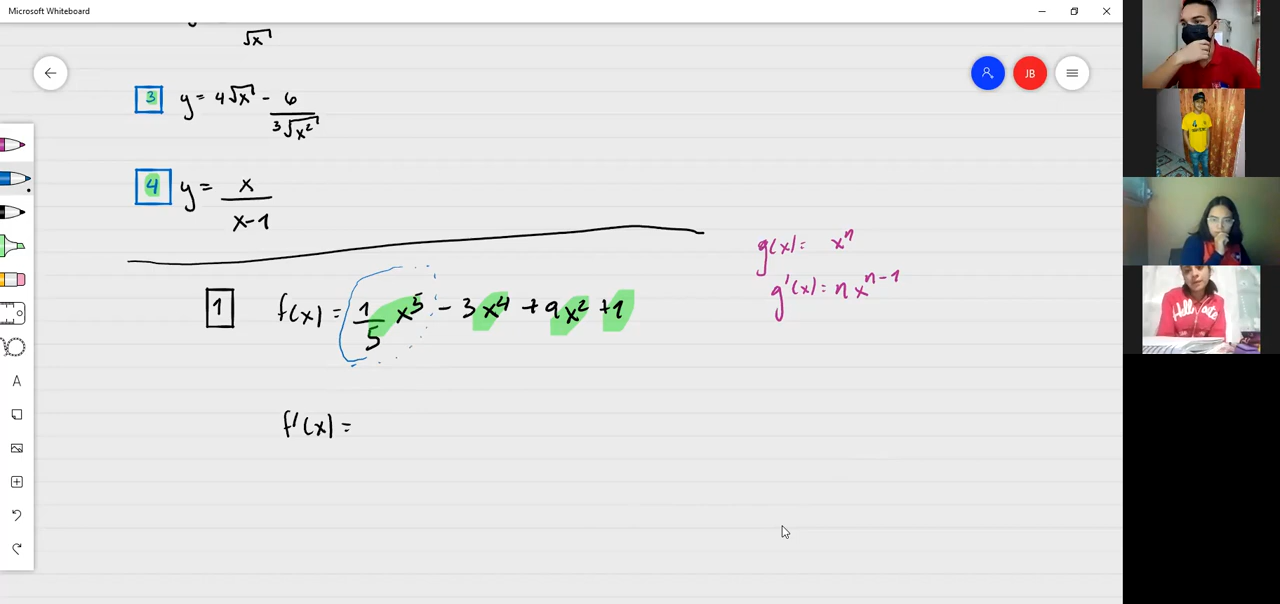 Microsoft Whiteboard
√x
JB
3 y = 4√x - 6/∛x²
4 y = x/(x-1)
g(x) = xⁿ
g'(x) = n xⁿ⁻¹
1 f(x) = 1/5 x⁵ - 3x⁴ + 9x² + 1
f'(x) =
A